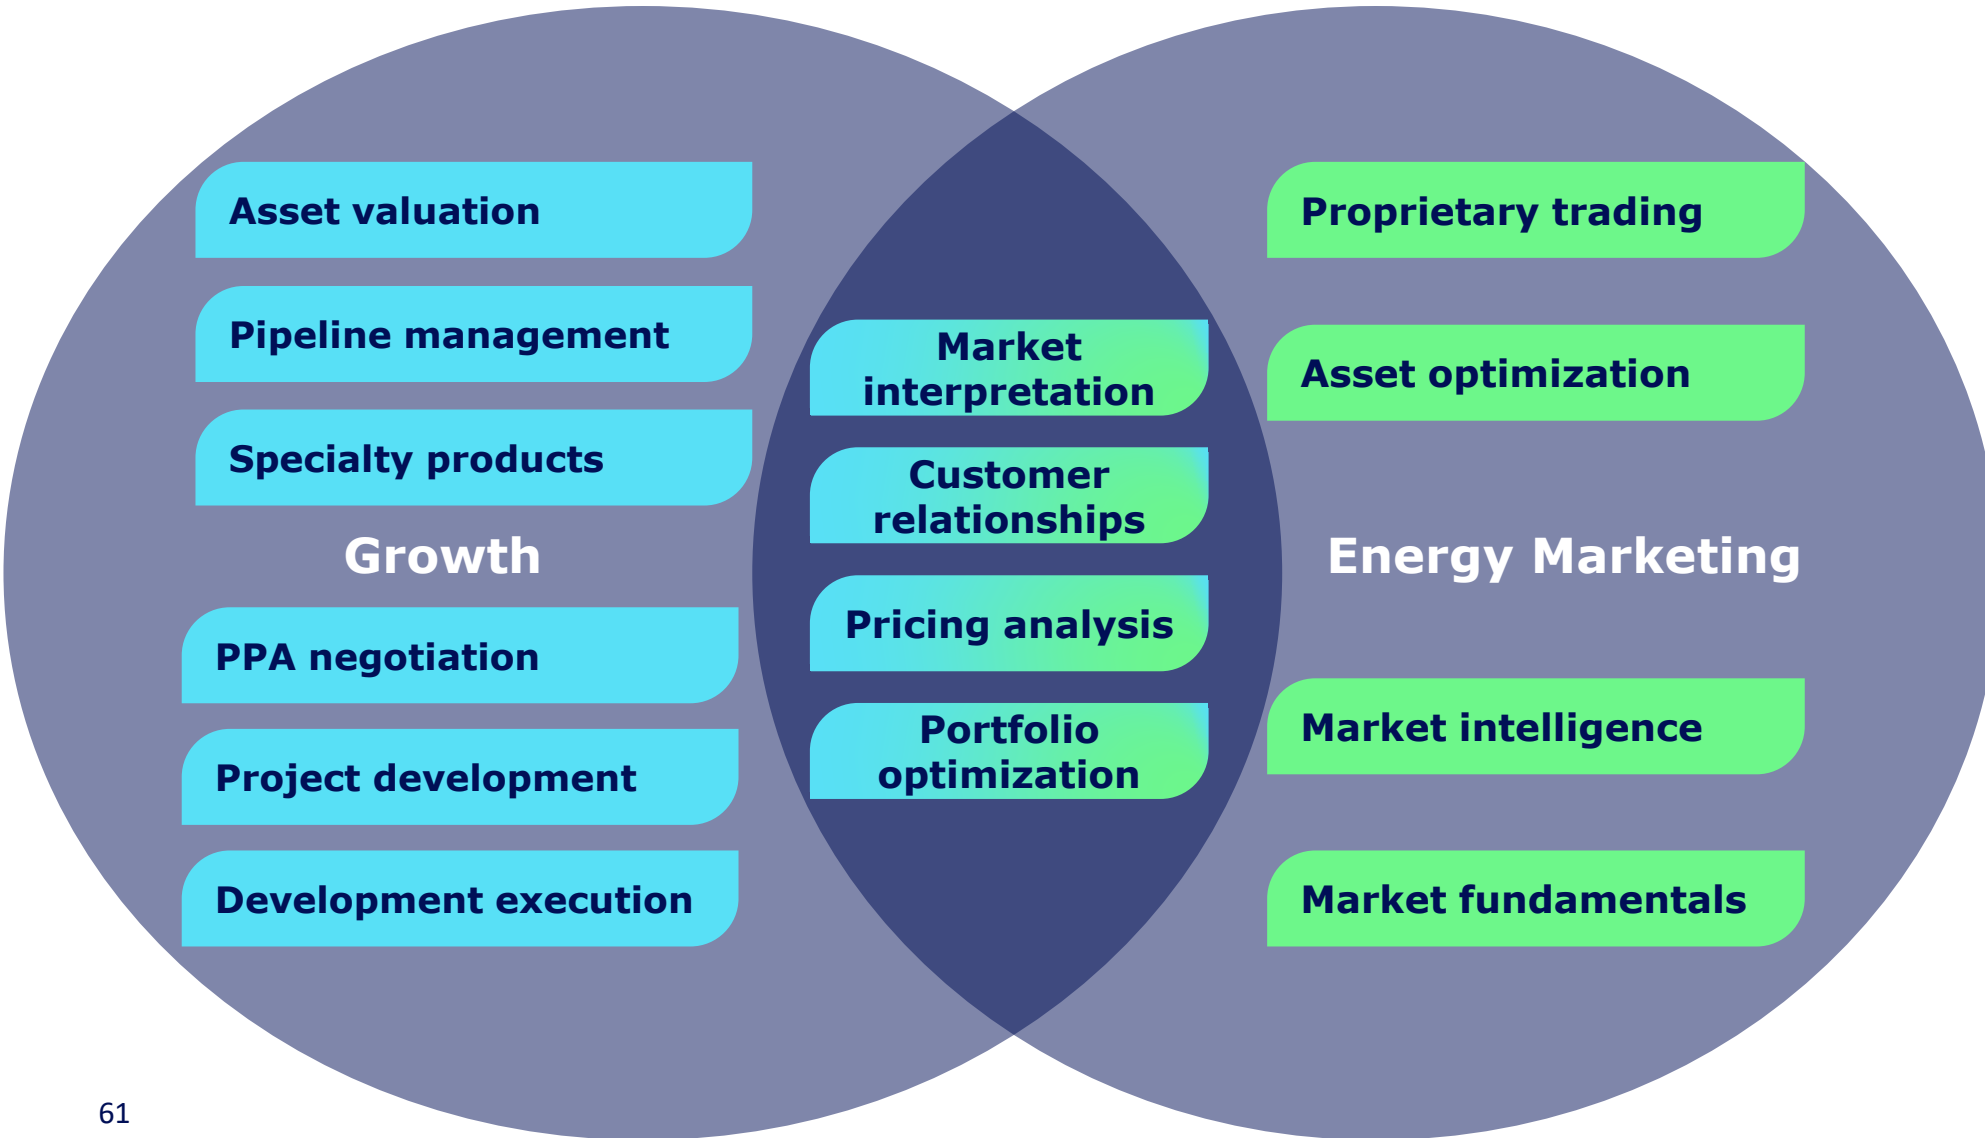 Asset valuation
Pipeline management
Specialty products
Growth
PPA negotiation
Project development
Development execution
Market
interpretation
Customer
relationships
Pricing analysis
Portfolio
optimization
Proprietary trading
Asset optimization
Energy Marketing
Market intelligence
Market fundamentals
61